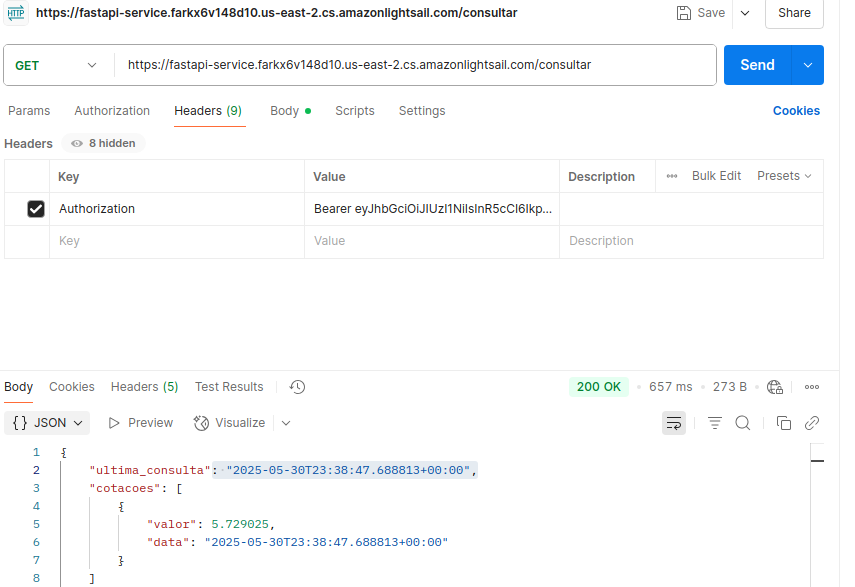 HTTP https://fastapi-service.farkx6v148d10.us-east-2.cs.amazonlightsail.com/consultar Save Share
GET https://fastapi-service.farkx6v148d10.us-east-2.cs.amazonlightsail.com/consultar Send
Params Authorization Headers (9) Body Scripts Settings Cookies
Headers 8 hidden
Key Value Description Bulk Edit Presets
Authorization Bearer eyJhbGciOiJIUzI1NiIsInR5cCI6Ikp...
Key Value Description
Body Cookies Headers (5) Test Results 200 OK 657 ms 273 B
{} JSON Preview Visualize
1 {
2 "ultima_consulta": "2025-05-30T23:38:47.688813+00:00",
3 "cotacoes": [
4 {
5 "valor": 5.729025,
6 "data": "2025-05-30T23:38:47.688813+00:00"
7 }
8 ]